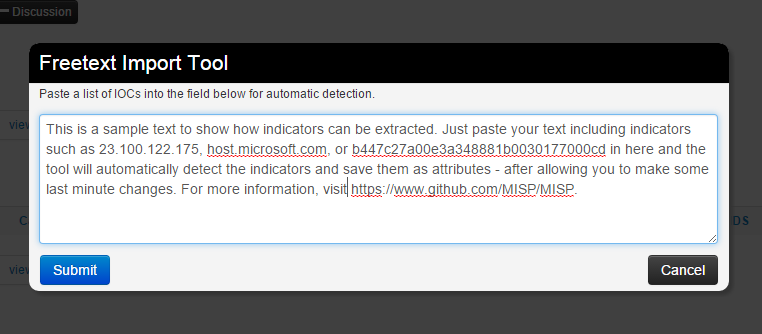 Discussion
Freetext Import Tool
Paste a list of IOCs into the field below for automatic detection.
view
This is a sample text to show how indicators can be extracted. Just paste your text including indicators
such as 23.100.122.175, host.microsoft.com, or b447c27a00e3a348881b0030177000cd in here and the
tool will automatically detect the indicators and save them as attributes - after allowing you to make some
last minute changes. For more information, visit https://www.github.com/MISP/MISP.
DS
view
Submit
Cancel